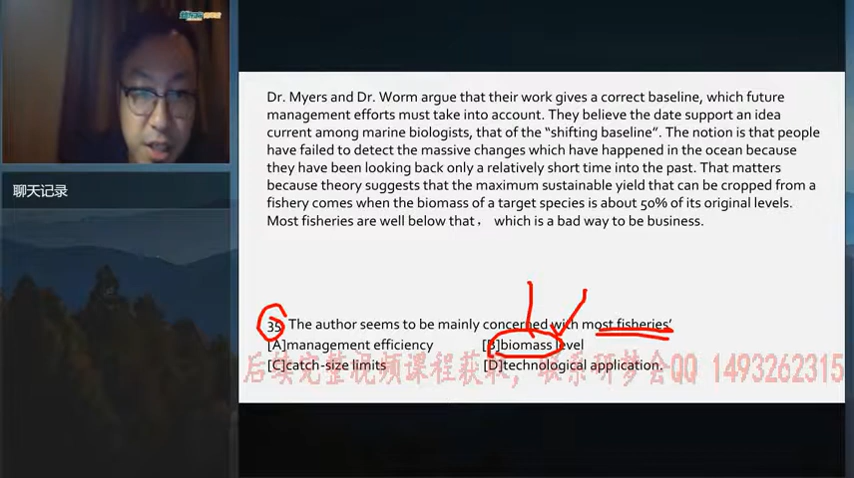 Dr. Myers and Dr. Worm argue that their work gives a correct baseline, which future
management efforts must take into account. They believe the date support an idea
current among marine biologists, that of the “shifting baseline”. The notion is that people
have failed to detect the massive changes which have happened in the ocean because
they have been looking back only a relatively short time into the past. That matters
because theory suggests that the maximum sustainable yield that can be cropped from a
fishery comes when the biomass of a target species is about 50% of its original levels.
Most fisheries are well below that， which is a bad way to be business.
聊天记录
35 The author seems to be mainly concerned with most fisheries’
[A]management efficiency [B]biomass level
[C]catch-size limits [D]technological application.
后续完整视频课程获取，联系研梦会QQ 1493262315